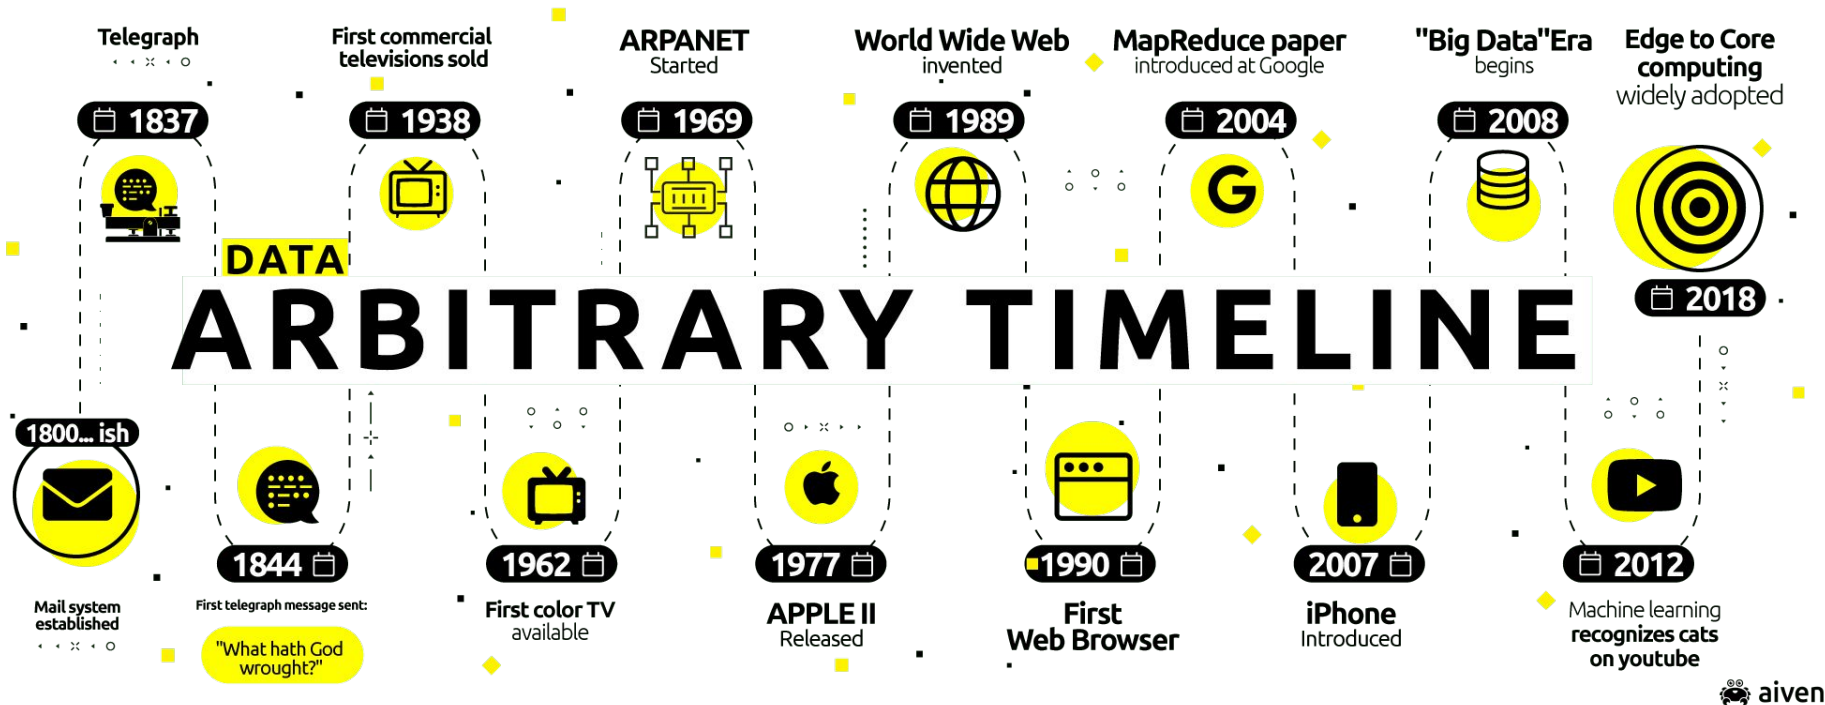 Telegraph
1837
First commercial
televisions sold
1938
ARPANET
Started
1969
World Wide Web
invented
1989
MapReduce paper
introduced at Google
2004
"Big Data"Era
begins
2008
Edge to Core
computing
widely adopted
2018
DATA
ARBITRARY TIMELINE
1800... ish
Mail system
established
1844
First telegraph message sent:
"What hath God
wrought?"
1962
First color TV
available
1977
APPLE II
Released
1990
First
Web Browser
2007
iPhone
Introduced
2012
Machine learning
recognizes cats
on youtube
aiven